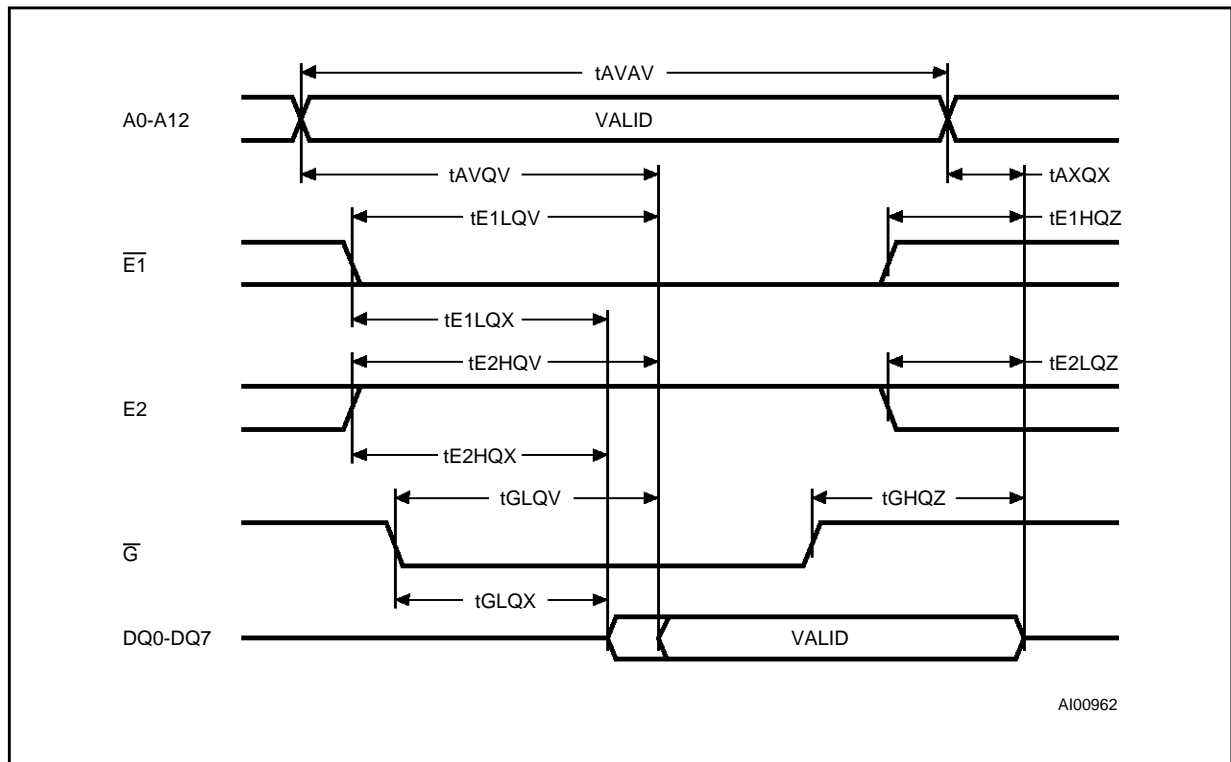 tAVAV
A0-A12
VALID
tAVQV
tAXQX
tE1LQV
tE1HQZ
E1
tE1LQX
tE2HQV
tE2LQZ
E2
tE2HQX
tGLQV
tGHQZ
G
tGLQX
DQ0-DQ7
VALID
AI00962